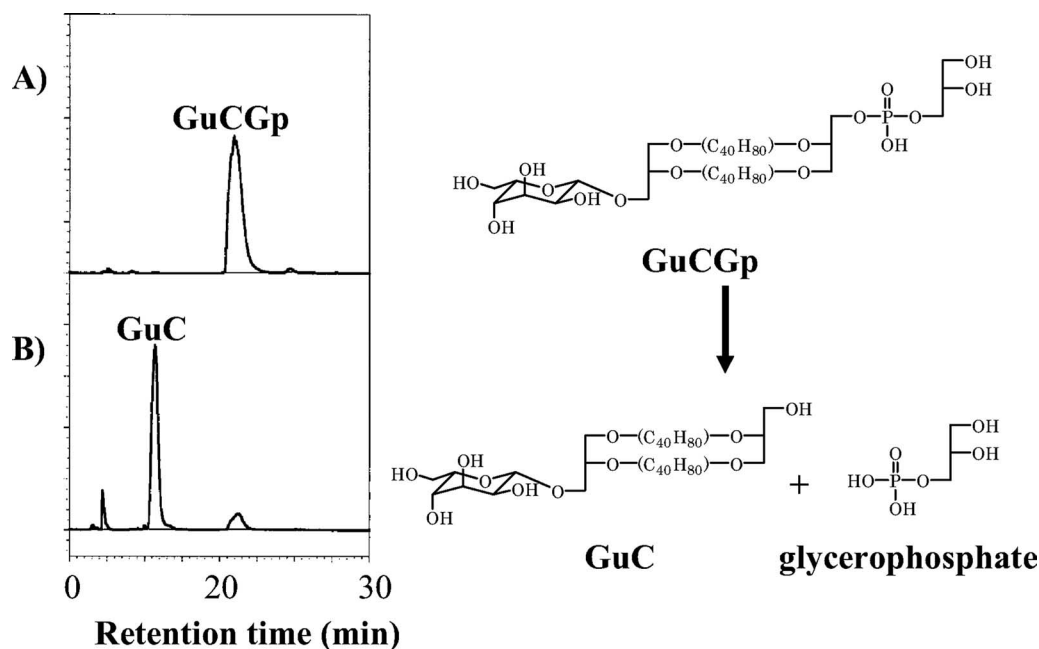 A)
GuCGp
B)
GuC
0
20
30
Retention time (min)
OH
OH
O
O–P–O
OH
O–(C40H80)–O
O–(C40H80)–O
HO
OH
OH
O
OH
O
OH
GuCGp
OH
O–(C40H80)–O
O–(C40H80)–O
HO
OH
OH
O
OH
O
OH
GuC
+
OH
OH
O
HO–P–O
OH
glycerophosphate